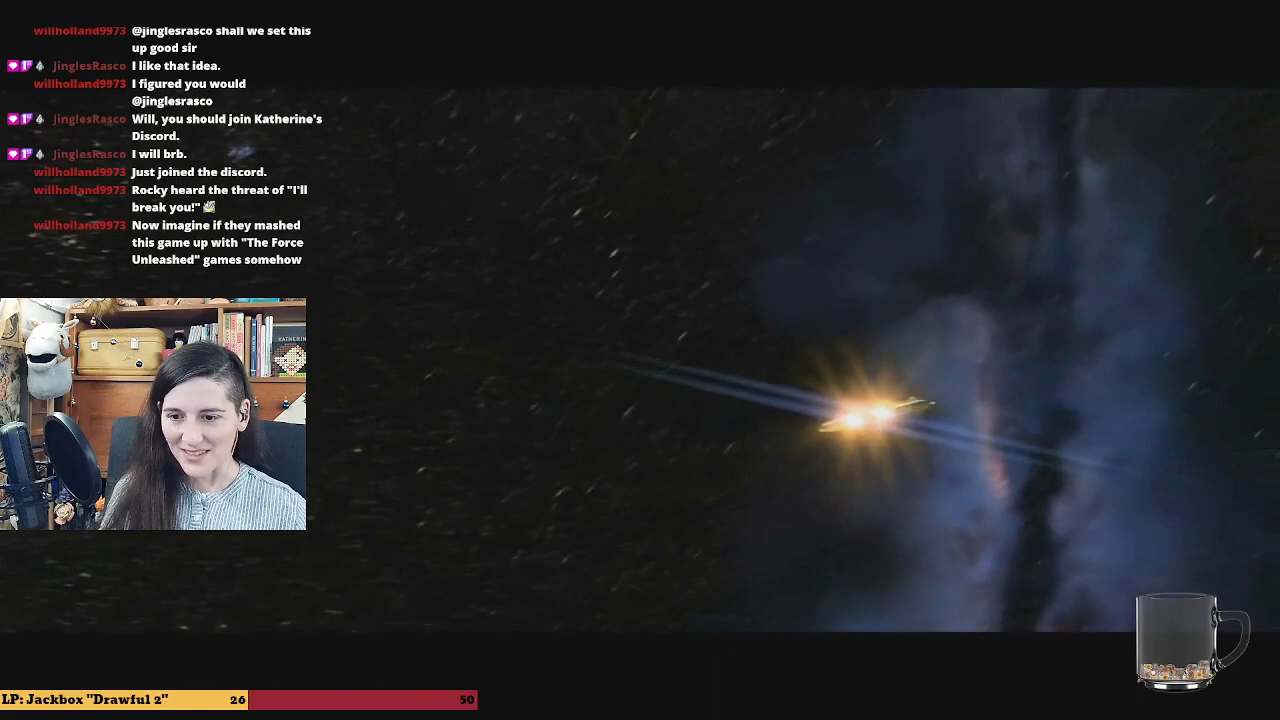 willholland9973 @jinglesrasco shall we set this
up good sir
JinglesRasco I like that idea.
willholland9973 I figured you would
@jinglesrasco
JinglesRasco Will, you should join Katherine's
Discord.
JinglesRasco I will brb.
willholland9973 Just joined the discord.
willholland9973 Rocky heard the threat of "I'll
break you!"
willholland9973 Now imagine if they mashed
this game up with "The Force
Unleashed" games somehow
KATHERINE
LP: Jackbox "Drawful 2" 26 50